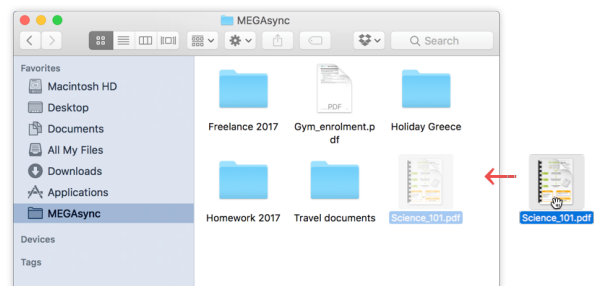 MEGAsync
Search
Favorites
Macintosh HD
Desktop
Documents
All My Files
Downloads
Applications
MEGAsync
Devices
Tags
PDF
Freelance 2017
Gym_enrolment.p
df
Holiday Greece
Homework 2017
Travel documents
Science_101.pdf
Science_101.pdf